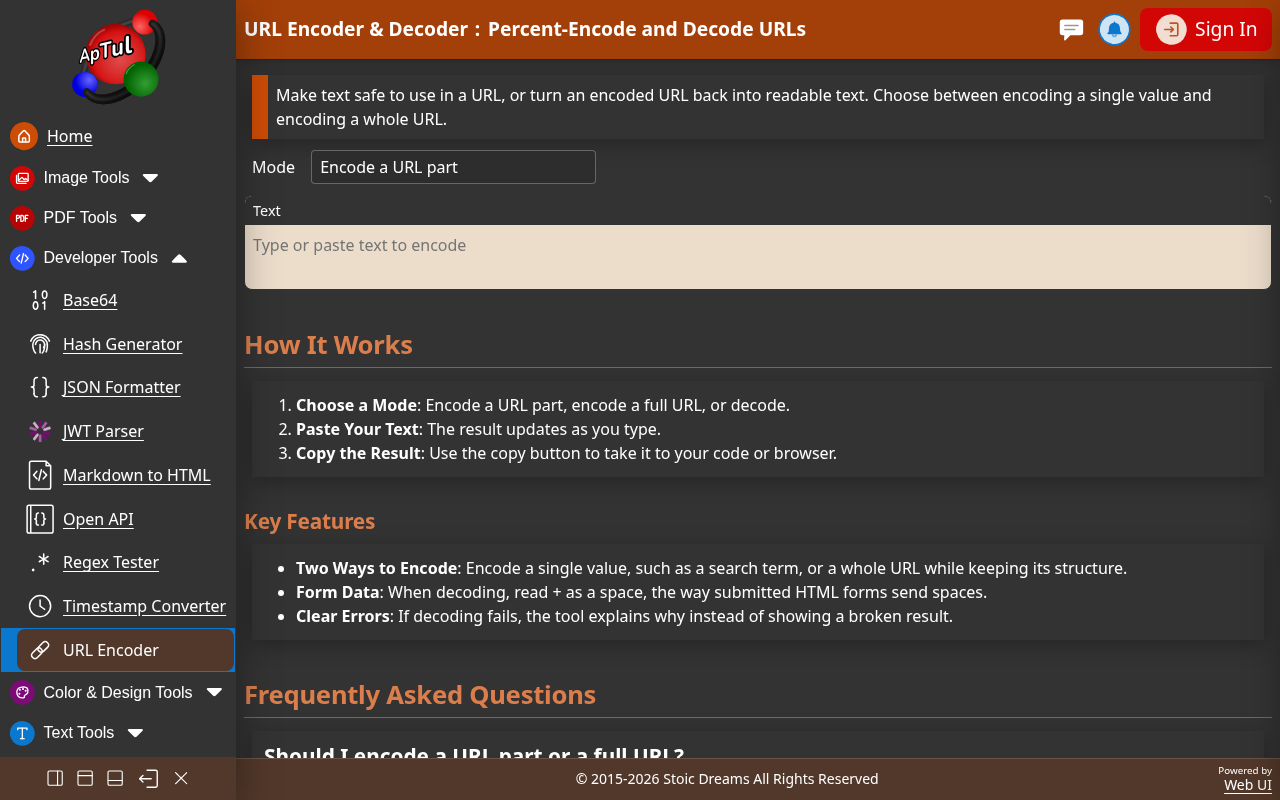 ApTul
Home
Image Tools
PDF
PDF Tools
Developer Tools
Base64
Hash Generator
JSON Formatter
JWT Parser
Markdown to HTML
Open API
Regex Tester
Timestamp Converter
URL Encoder
Color & Design Tools
Text Tools
URL Encoder & Decoder : Percent-Encode and Decode URLs
Sign In
Make text safe to use in a URL, or turn an encoded URL back into readable text. Choose between encoding a single value and
encoding a whole URL.
Mode
Encode a URL part
Text
Type or paste text to encode
How It Works
1. Choose a Mode: Encode a URL part, encode a full URL, or decode.
2. Paste Your Text: The result updates as you type.
3. Copy the Result: Use the copy button to take it to your code or browser.
Key Features
• Two Ways to Encode: Encode a single value, such as a search term, or a whole URL while keeping its structure.
• Form Data: When decoding, read + as a space, the way submitted HTML forms send spaces.
• Clear Errors: If decoding fails, the tool explains why instead of showing a broken result.
Frequently Asked Questions
Should I encode a URL part or a full URL?
© 2015-2026 Stoic Dreams All Rights Reserved
Powered by
Web UI